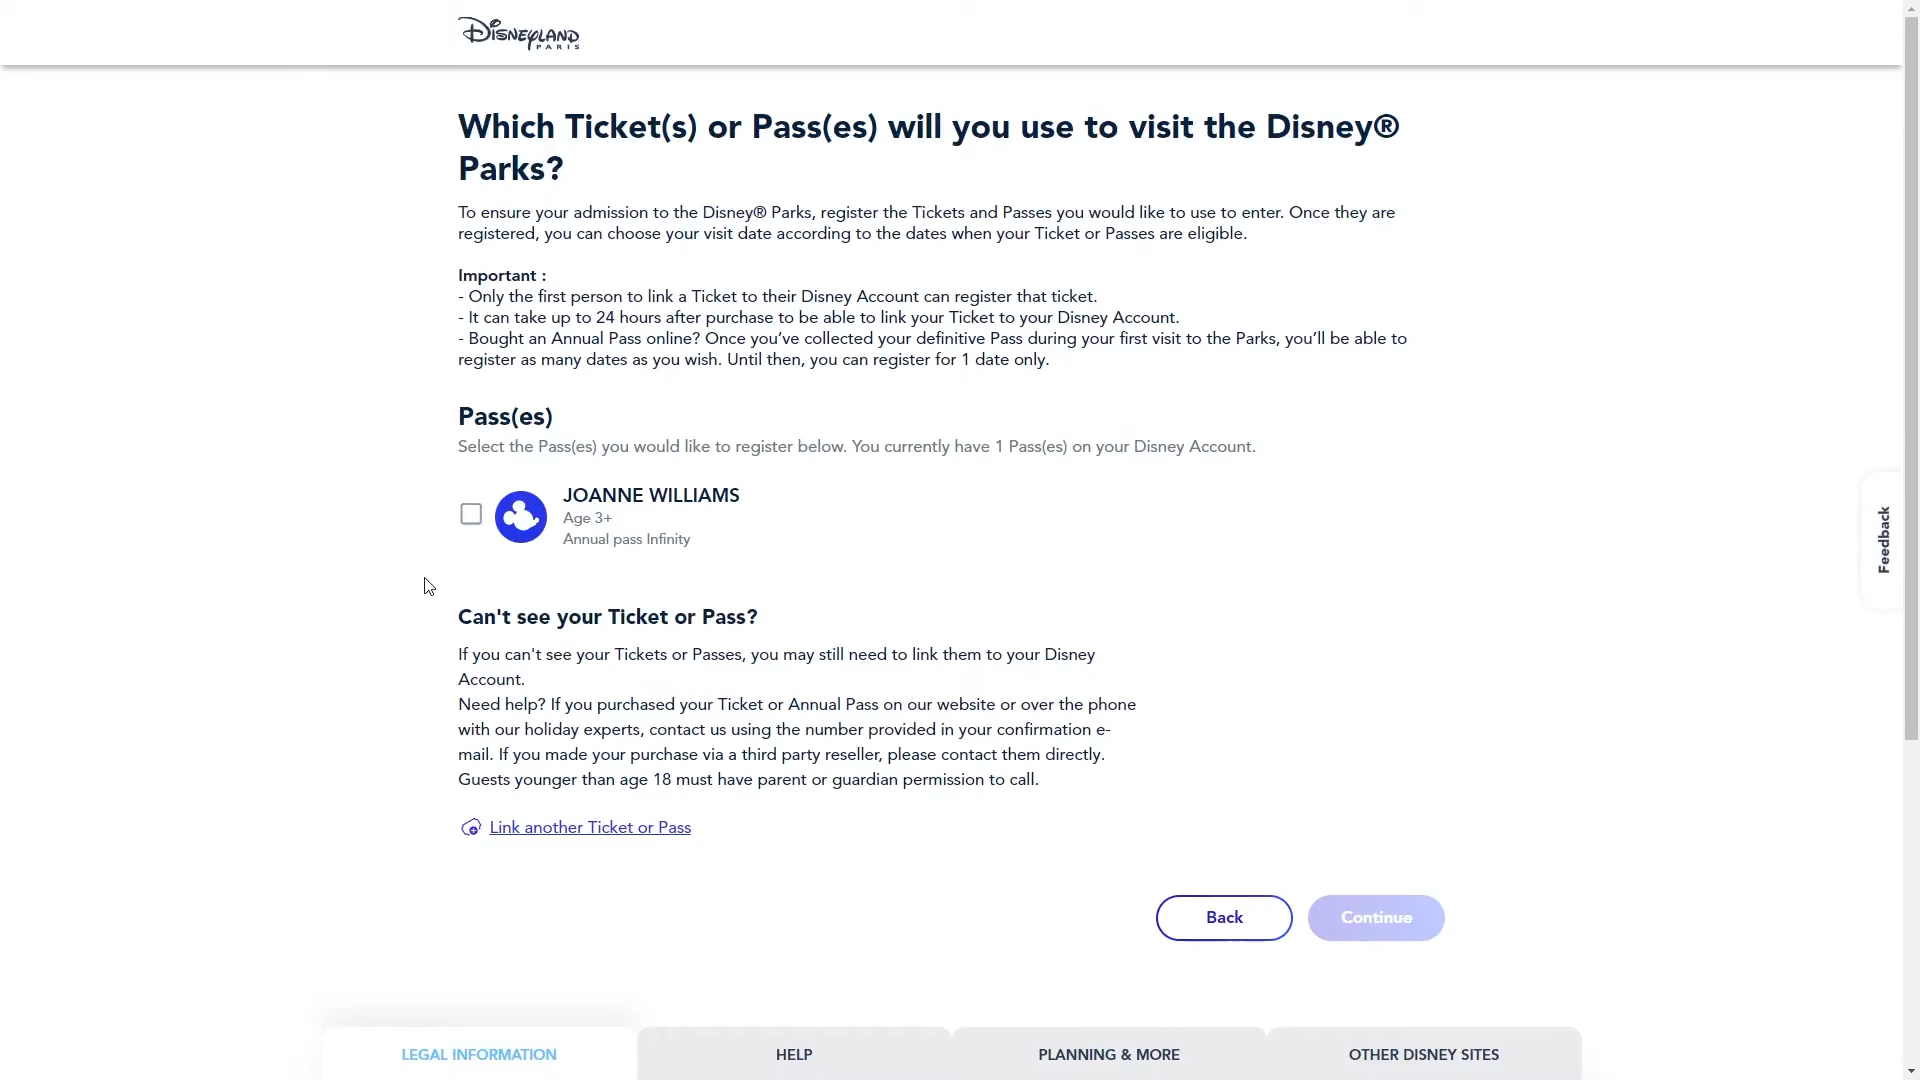 Disneyland
PARIS
Which Ticket(s) or Pass(es) will you use to visit the Disney®
Parks?
To ensure your admission to the Disney® Parks, register the Tickets and Passes you would like to use to enter. Once they are
registered, you can choose your visit date according to the dates when your Ticket or Passes are eligible.
Important :
- Only the first person to link a Ticket to their Disney Account can register that ticket.
- It can take up to 24 hours after purchase to be able to link your Ticket to your Disney Account.
- Bought an Annual Pass online? Once you’ve collected your definitive Pass during your first visit to the Parks, you’ll be able to
register as many dates as you wish. Until then, you can register for 1 date only.
Pass(es)
Select the Pass(es) you would like to register below. You currently have 1 Pass(es) on your Disney Account.
JOANNE WILLIAMS
Age 3+
Annual pass Infinity
Feedback
Can't see your Ticket or Pass?
If you can't see your Tickets or Passes, you may still need to link them to your Disney
Account.
Need help? If you purchased your Ticket or Annual Pass on our website or over the phone
with our holiday experts, contact us using the number provided in your confirmation e-
mail. If you made your purchase via a third party reseller, please contact them directly.
Guests younger than age 18 must have parent or guardian permission to call.
Link another Ticket or Pass
Back
Continue
LEGAL INFORMATION
HELP
PLANNING & MORE
OTHER DISNEY SITES